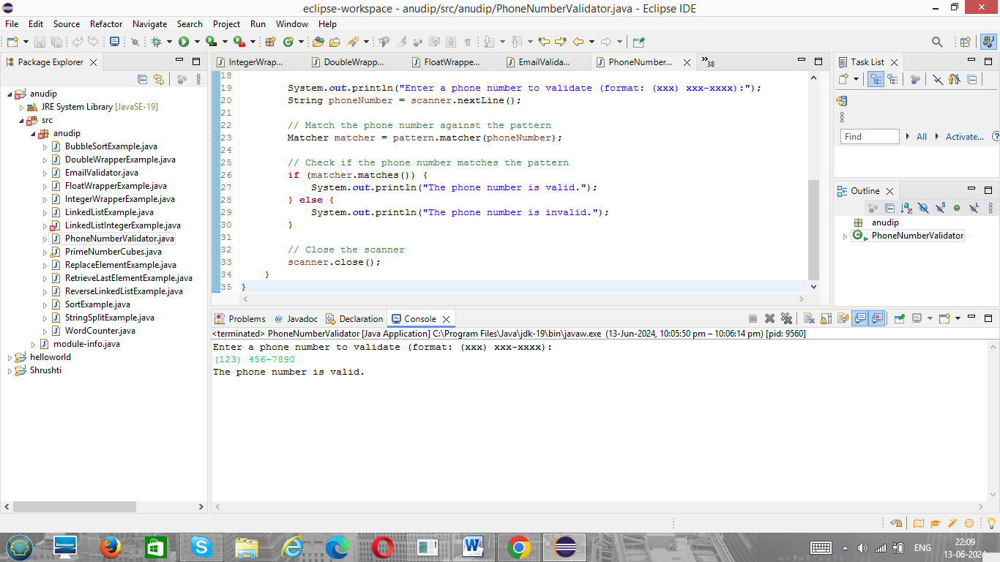 eclipse-workspace - anudip/src/anudip/PhoneNumberValidator.java - Eclipse IDE
File Edit Source Refactor Navigate Search Project Run Window Help
Package Explorer
anudip
JRE System Library [JavaSE-19]
src
anudip
BubbleSortExample.java
DoubleWrapperExample.java
EmailValidator.java
FloatWrapperExample.java
IntegerWrapperExample.java
LinkedListExample.java
LinkedListIntegerExample.java
PhoneNumberValidator.java
PrimeNumberCubes.java
ReplaceElementExample.java
RetrieveLastElementExample.java
ReverseLinkedListExample.java
SortExample.java
StringSplitExample.java
WordCounter.java
module-info.java
helloworld
Shrushti
IntegerWrap... DoubleWrapp... FloatWrappe... EmailValida... PhoneNumber... »38
18
19 System.out.println("Enter a phone number to validate (format: (xxx) xxx-xxxx):");
20 String phoneNumber = scanner.nextLine();
21
22 // Match the phone number against the pattern
23 Matcher matcher = pattern.matcher(phoneNumber);
24
25 // Check if the phone number matches the pattern
26 if (matcher.matches()) {
27 System.out.println("The phone number is valid.");
28 } else {
29 System.out.println("The phone number is invalid.");
30 }
31
32 // Close the scanner
33 scanner.close();
34 }
35 }
Problems Javadoc Declaration Console
<terminated> PhoneNumberValidator [Java Application] C:\Program Files\Java\jdk-19\bin\javaw.exe (13-Jun-2024, 10:05:50 pm – 10:06:14 pm) [pid: 9560]
Enter a phone number to validate (format: (xxx) xxx-xxxx):
(123) 456-7890
The phone number is valid.
Task List
Find All Activate...
Outline
anudip
PhoneNumberValidator
lenovo
ENG
22:09
13-06-2024